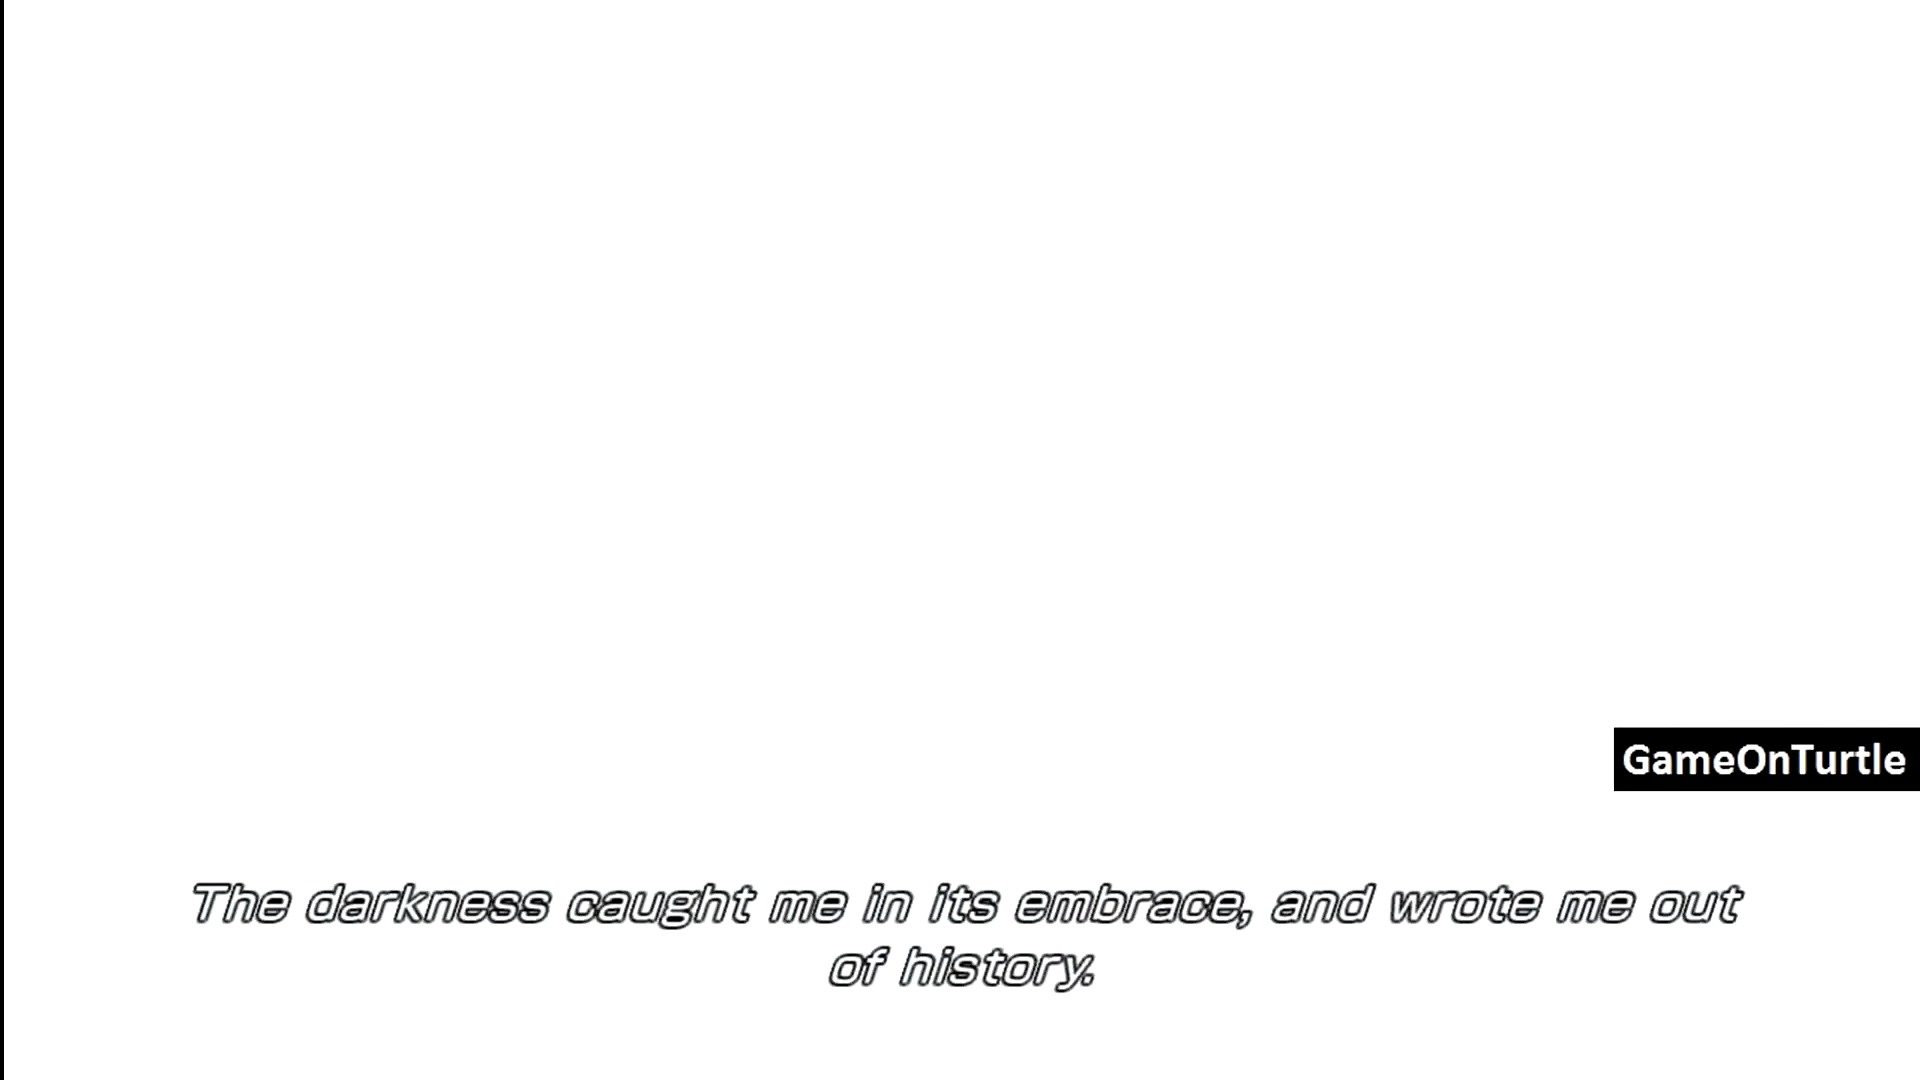 GameOnTurtle
The darkness caught me in its embrace, and wrote me out
of history.